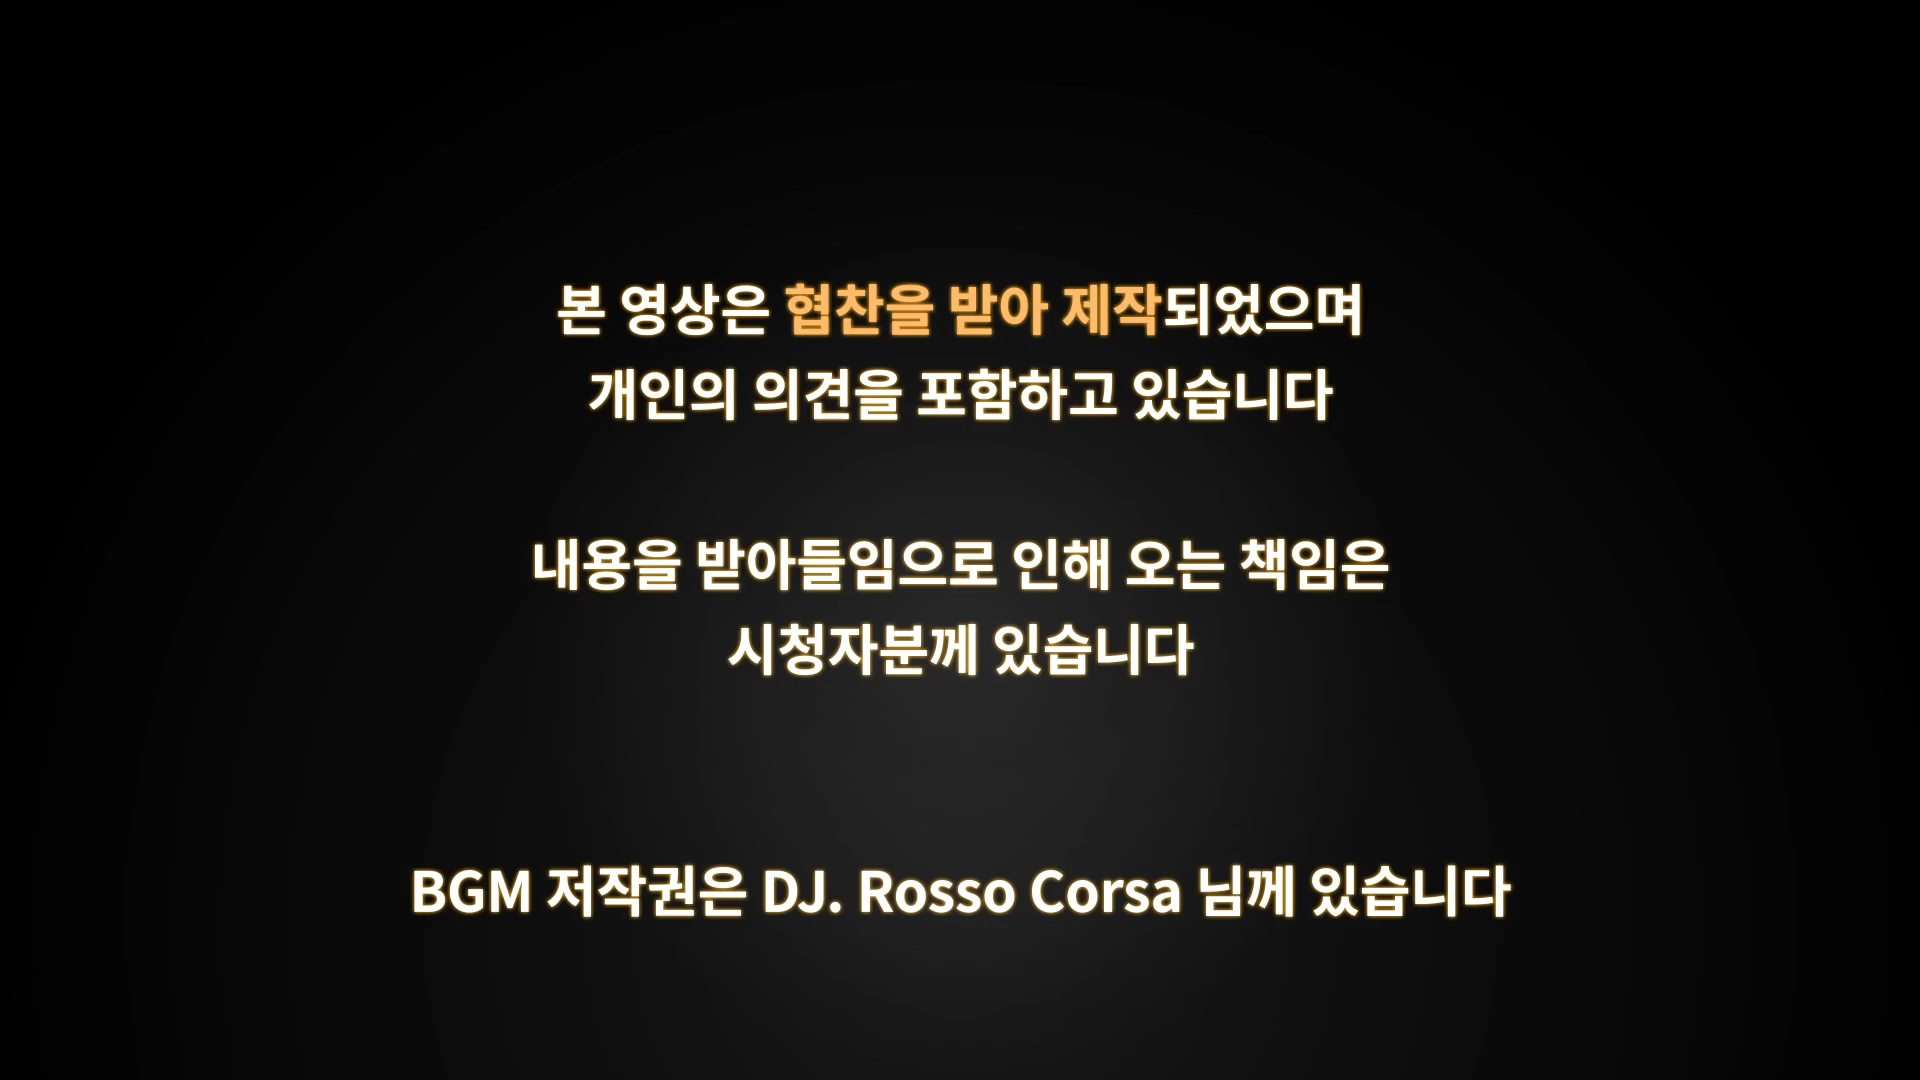 본 영상은 협찬을 받아 제작되었으며
개인의 의견을 포함하고 있습니다
내용을 받아들임으로 인해 오는 책임은
시청자분께 있습니다
BGM 저작권은 DJ. Rosso Corsa 님께 있습니다